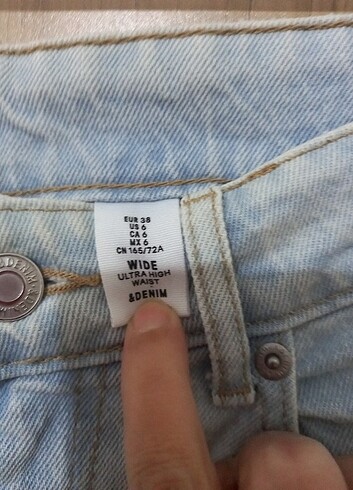 EUR 38
US 6
CA 6
MX 6
CN 165/72A
WIDE
ULTRA HIGH
WAIST
&DENIM